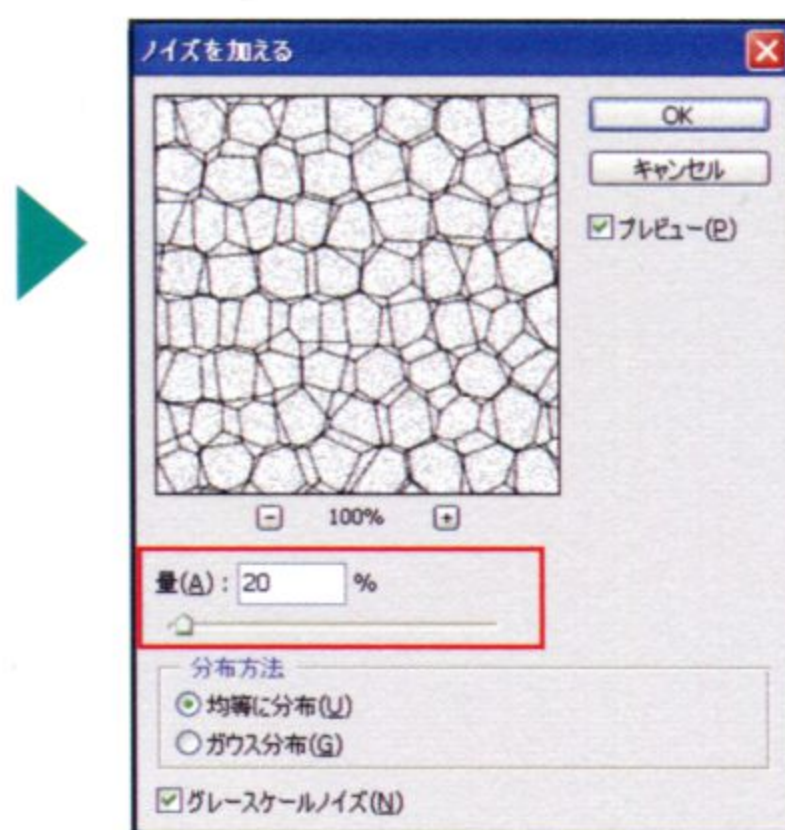 ノイズを加える
OK
キャンセル
プレビュー(P)
100%
量(A): 20 %
分布方法
均等に分布(U)
ガウス分布(G)
グレースケールノイズ(N)